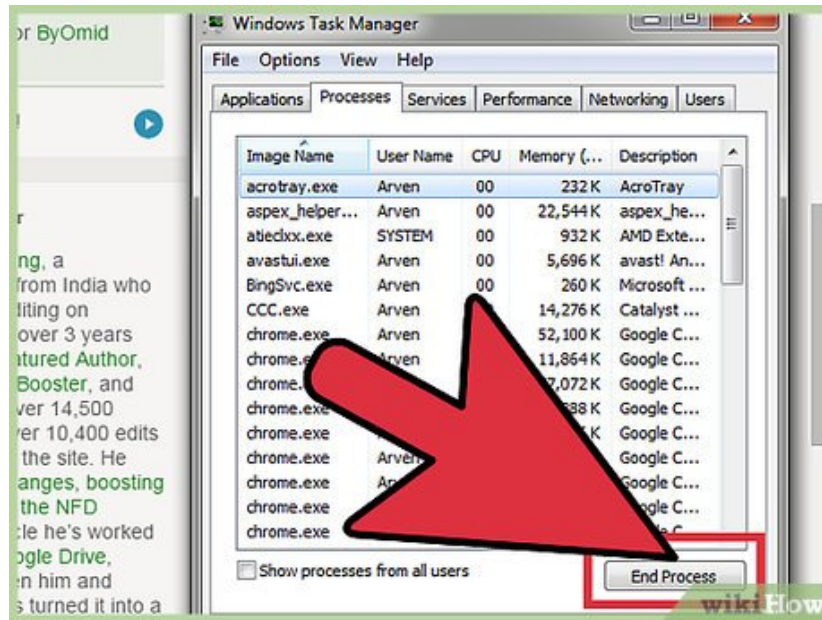 or ByOmid
Windows Task Manager
File Options View Help
Applications Processes Services Performance Networking Users
Image Name User Name CPU Memory (... Description
acrotray.exe Arven 00 232 K AcroTray
aspex_helper... Arven 00 22,544 K aspex_he...
atieclxx.exe SYSTEM 00 932 K AMD Exte...
avastui.exe Arven 00 5,696 K avast! An...
BingSvc.exe Arven 00 260 K Microsoft ...
CCC.exe Arven 14,276 K Catalyst ...
chrome.exe Arven 52,100 K Google C...
chrome.e Arven 11,864 K Google C...
chrome. 7,072 K Google C...
chrome.exe 88 K Google C...
chrome.exe K Google C...
chrome.exe Arven Google C...
chrome.exe Google C...
chrome.exe C...
chrome.exe
Show processes from all users
End Process
r
ng, a
from India who
diting on
over 3 years
atured Author,
Booster, and
ver 14,500
er 10,400 edits
the site. He
anges, boosting
the NFD
cle he's worked
ogle Drive,
en him and
s turned it into a
wikiHow